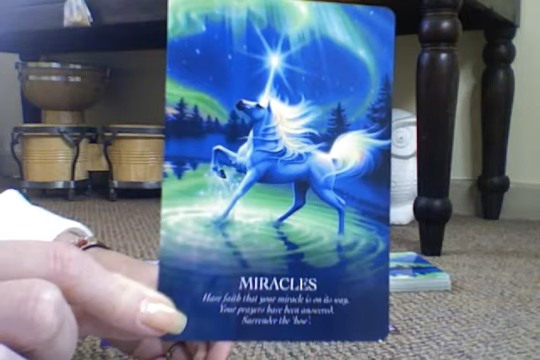 MIRACLES
Have faith that your miracle is on its way.
Your prayers have been answered.
Surrender the 'how'.